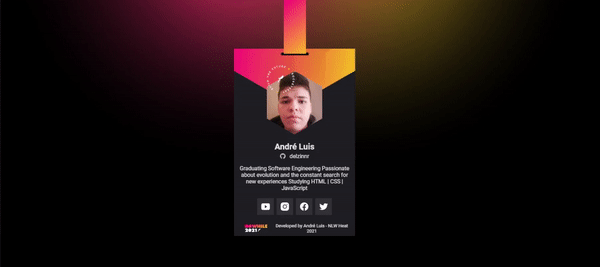 André Luis
delzinnr
Graduating Software Engineering Passionate
about evolution and the constant search for
new experiences Studying HTML | CSS |
JavaScript
2021/
Developed by André Luis - NLW Heat
2021